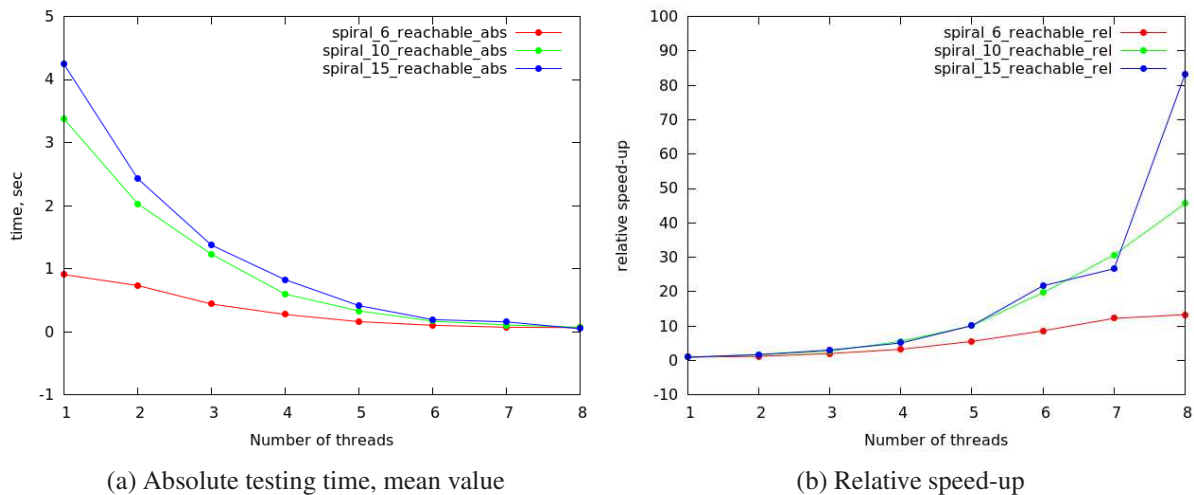 5
4
3
2
1
0
-1
time, sec
spiral_6_reachable_abs
spiral_10_reachable_abs
spiral_15_reachable_abs
1 2 3 4 5 6 7 8
Number of threads
(a) Absolute testing time, mean value
100
90
80
70
60
50
40
30
20
10
0
-10
relative speed-up
spiral_6_reachable_rel
spiral_10_reachable_rel
spiral_15_reachable_rel
1 2 3 4 5 6 7 8
Number of threads
(b) Relative speed-up